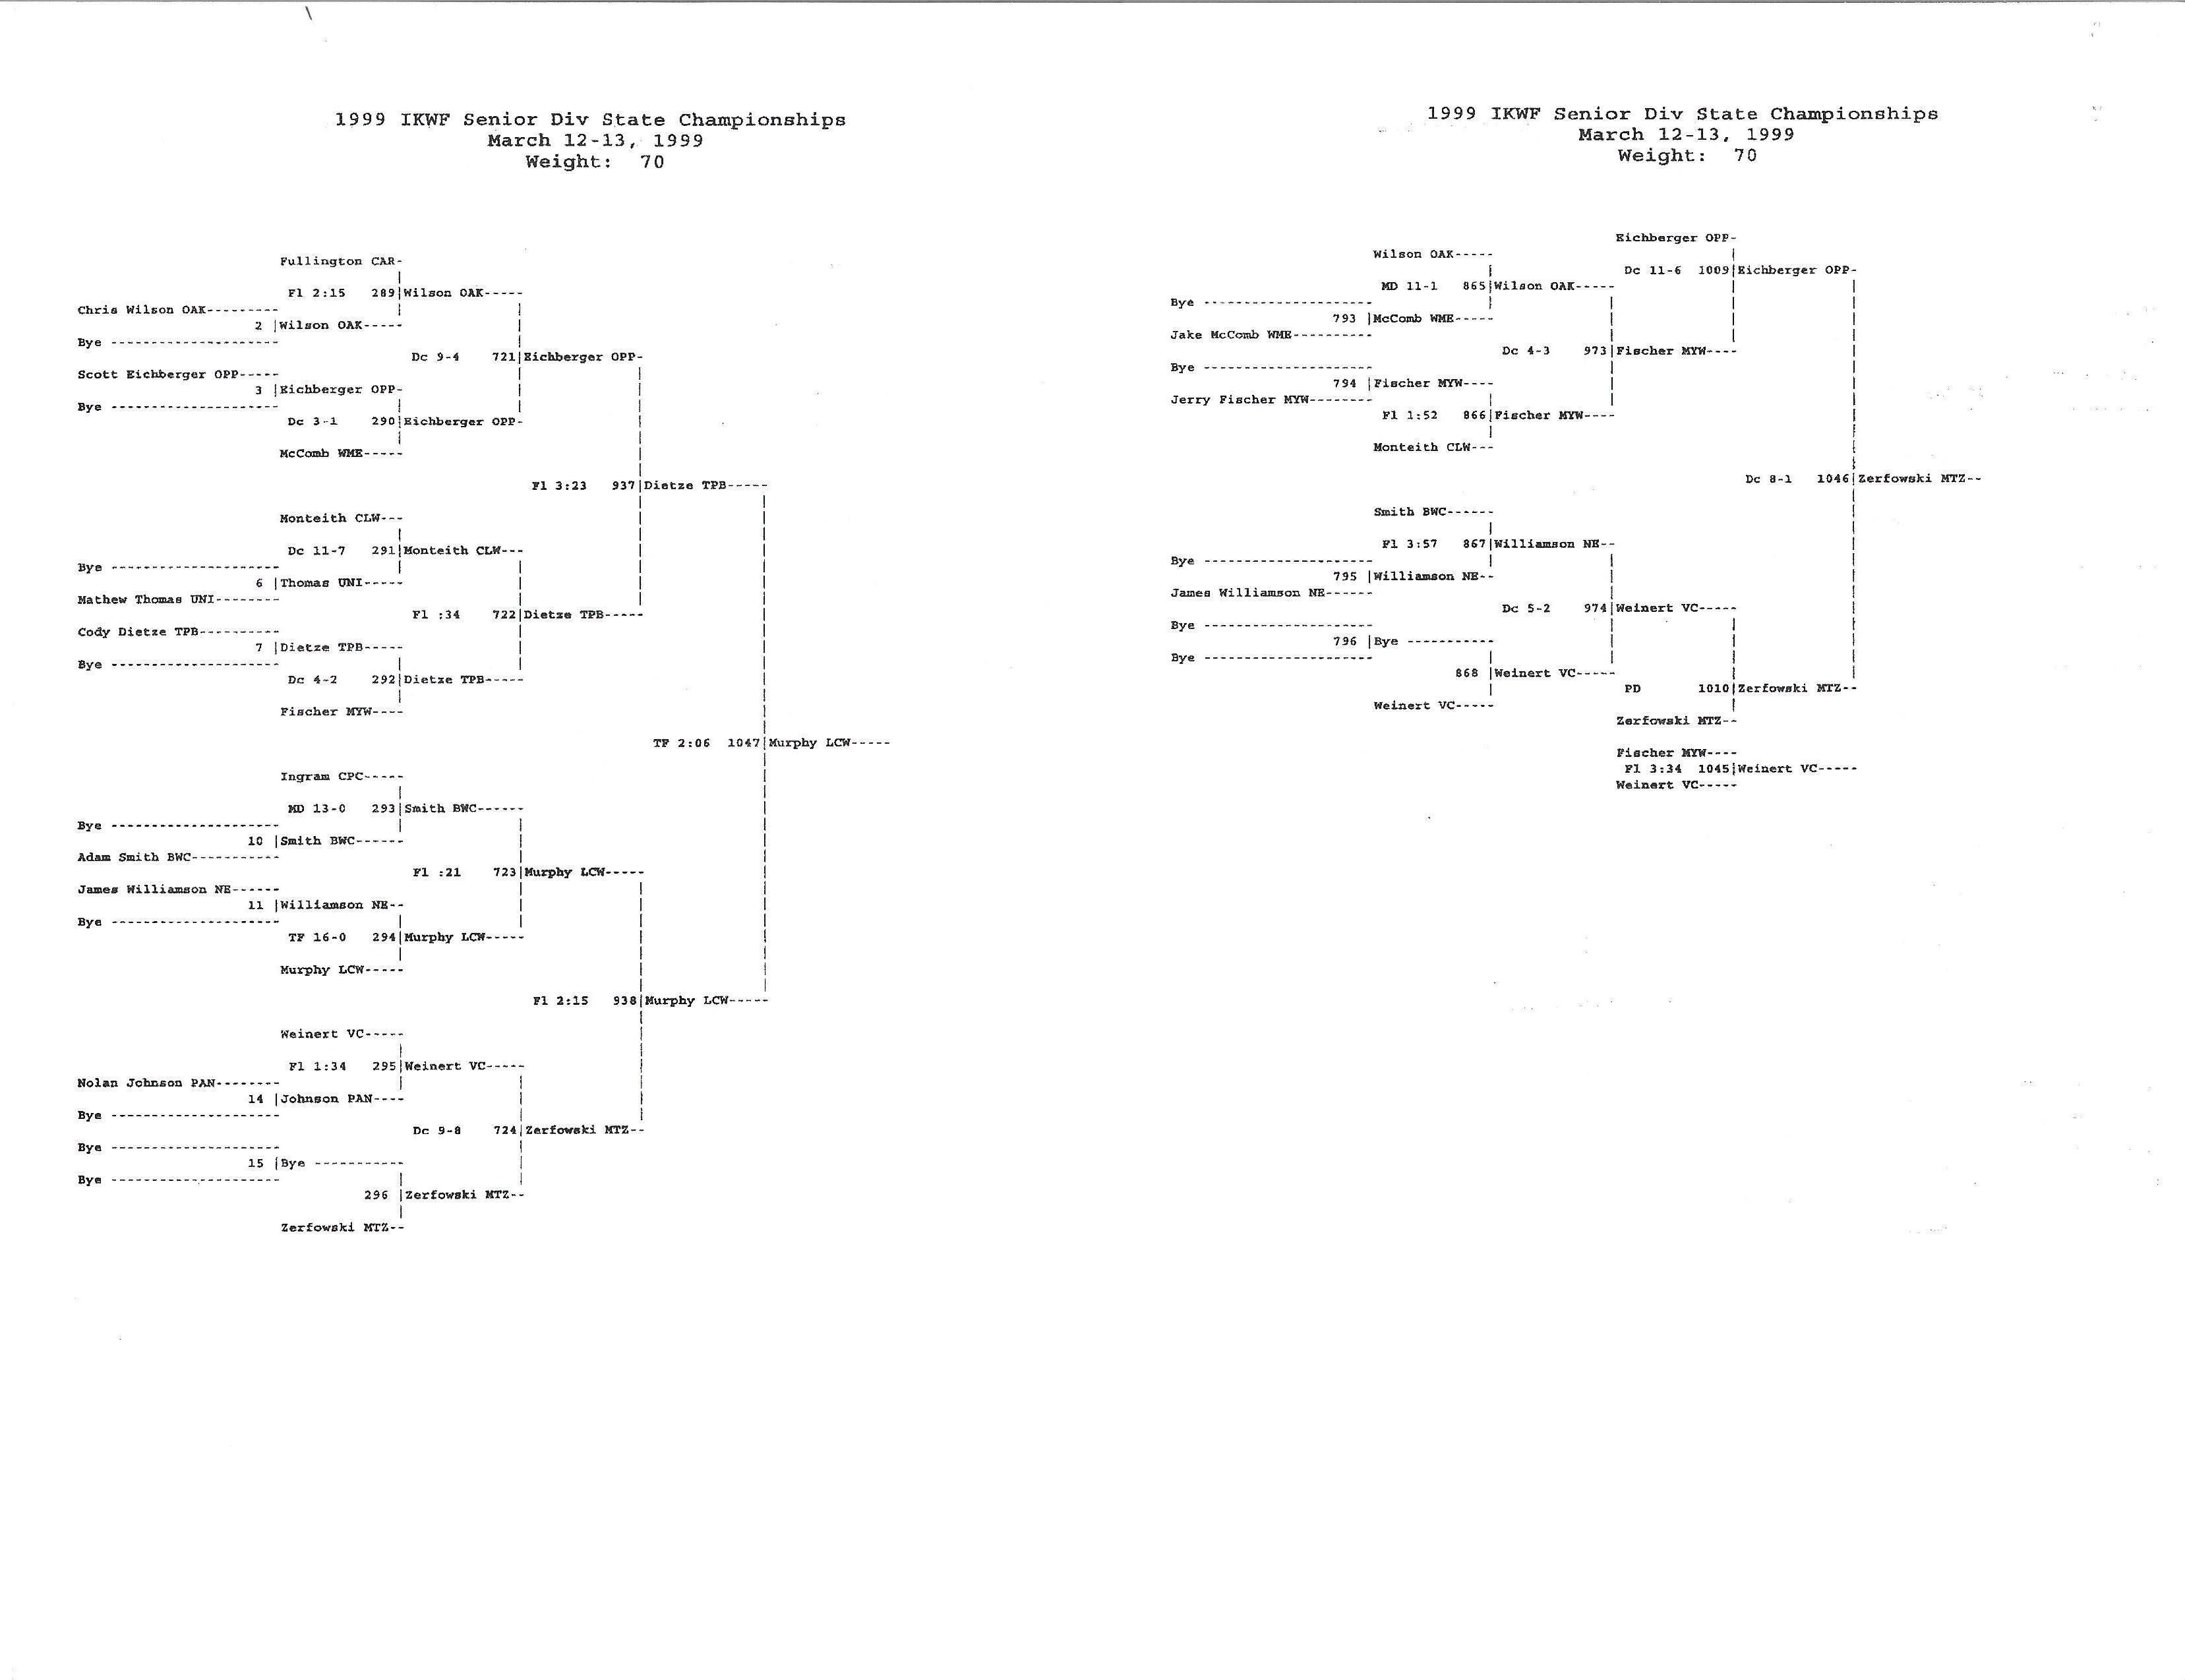 1999 IKWF Senior Div State Championships
March 12-13, 1999
Weight: 70
Fullington CAR-
Fl 2:15 289|Wilson OAK-----
Chris Wilson OAK---------
2 |Wilson OAK-----
Bye ---------------------
Dc 9-4 721|Eichberger OPP-
Scott Eichberger OPP-----
3 |Eichberger OPP-
Bye ---------------------
Dc 3-1 290|Eichberger OPP-
McComb WME-----
Fl 3:23 937|Dietze TPB-----
Monteith CLW---
Dc 11-7 291|Monteith CLW---
Bye ---------------------
6 |Thomas UNI-----
Mathew Thomas UNI--------
Fl :34 722|Dietze TPB-----
Cody Dietze TPB----------
7 |Dietze TPB-----
Bye ---------------------
Dc 4-2 292|Dietze TPB-----
Fischer MYW----
TF 2:06 1047|Murphy LCW-----
Ingram CPC-----
MD 13-0 293|Smith BWC------
Bye ---------------------
10 |Smith BWC------
Adam Smith BWC-----------
Fl :21 723|Murphy LCW-----
James Williamson NE------
11 |Williamson NE--
Bye ---------------------
TF 16-0 294|Murphy LCW-----
Murphy LCW-----
Fl 2:15 938|Murphy LCW-----
Weinert VC-----
Fl 1:34 295|Weinert VC-----
Nolan Johnson PAN--------
14 |Johnson PAN----
Bye ---------------------
Dc 9-8 724|Zerfowski MTZ--
Bye ---------------------
15 |Bye -----------
Bye ---------------------
296 |Zerfowski MTZ--
Zerfowski MTZ--
1999 IKWF Senior Div State Championships
March 12-13, 1999
Weight: 70
Eichberger OPP-
Wilson OAK-----
Dc 11-6 1009|Eichberger OPP-
MD 11-1 865|Wilson OAK-----
Bye ---------------------
793 |McComb WME-----
Jake McComb WME----------
Dc 4-3 973|Fischer MYW----
Bye ---------------------
794 |Fischer MYW----
Jerry Fischer MYW--------
Fl 1:52 866|Fischer MYW----
Monteith CLW---
Dc 8-1 1046|Zerfowski MTZ--
Smith BWC------
Fl 3:57 867|Williamson NE--
Bye ---------------------
795 |Williamson NE--
James Williamson NE------
Dc 5-2 974|Weinert VC-----
Bye ---------------------
796 |Bye -----------
Bye ---------------------
868 |Weinert VC-----
PD 1010|Zerfowski MTZ--
Weinert VC-----
Zerfowski MTZ--
Fischer MYW----
Fl 3:34 1045|Weinert VC-----
Weinert VC-----